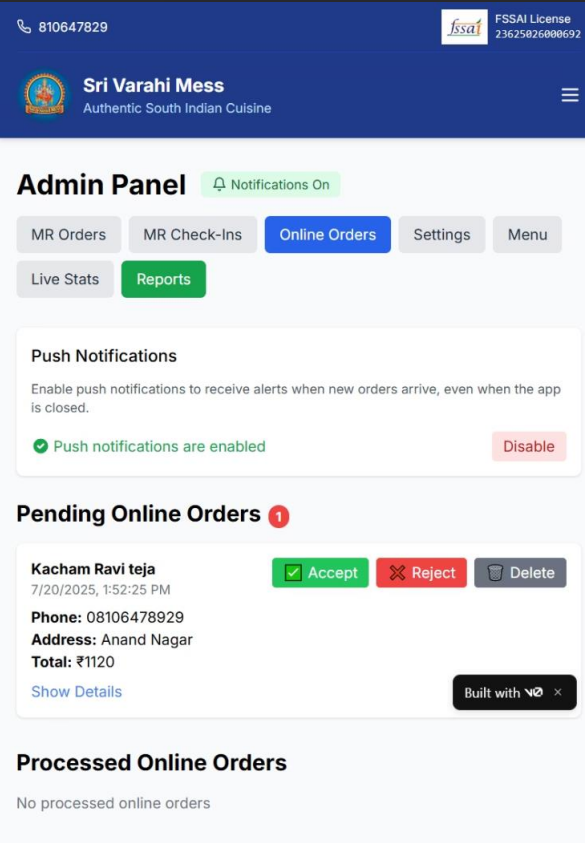 810647829
fssai
FSSAI License
23625026000692
Sri Varahi Mess
Authentic South Indian Cuisine
Admin Panel
Notifications On
MR Orders
MR Check-Ins
Online Orders
Settings
Menu
Live Stats
Reports
Push Notifications
Enable push notifications to receive alerts when new orders arrive, even when the app
is closed.
Push notifications are enabled
Disable
Pending Online Orders 1
Kacham Ravi teja
Accept
Reject
Delete
7/20/2025, 1:52:25 PM
Phone: 08106478929
Address: Anand Nagar
Total: ₹1120
Show Details
Built with v0 ×
Processed Online Orders
No processed online orders